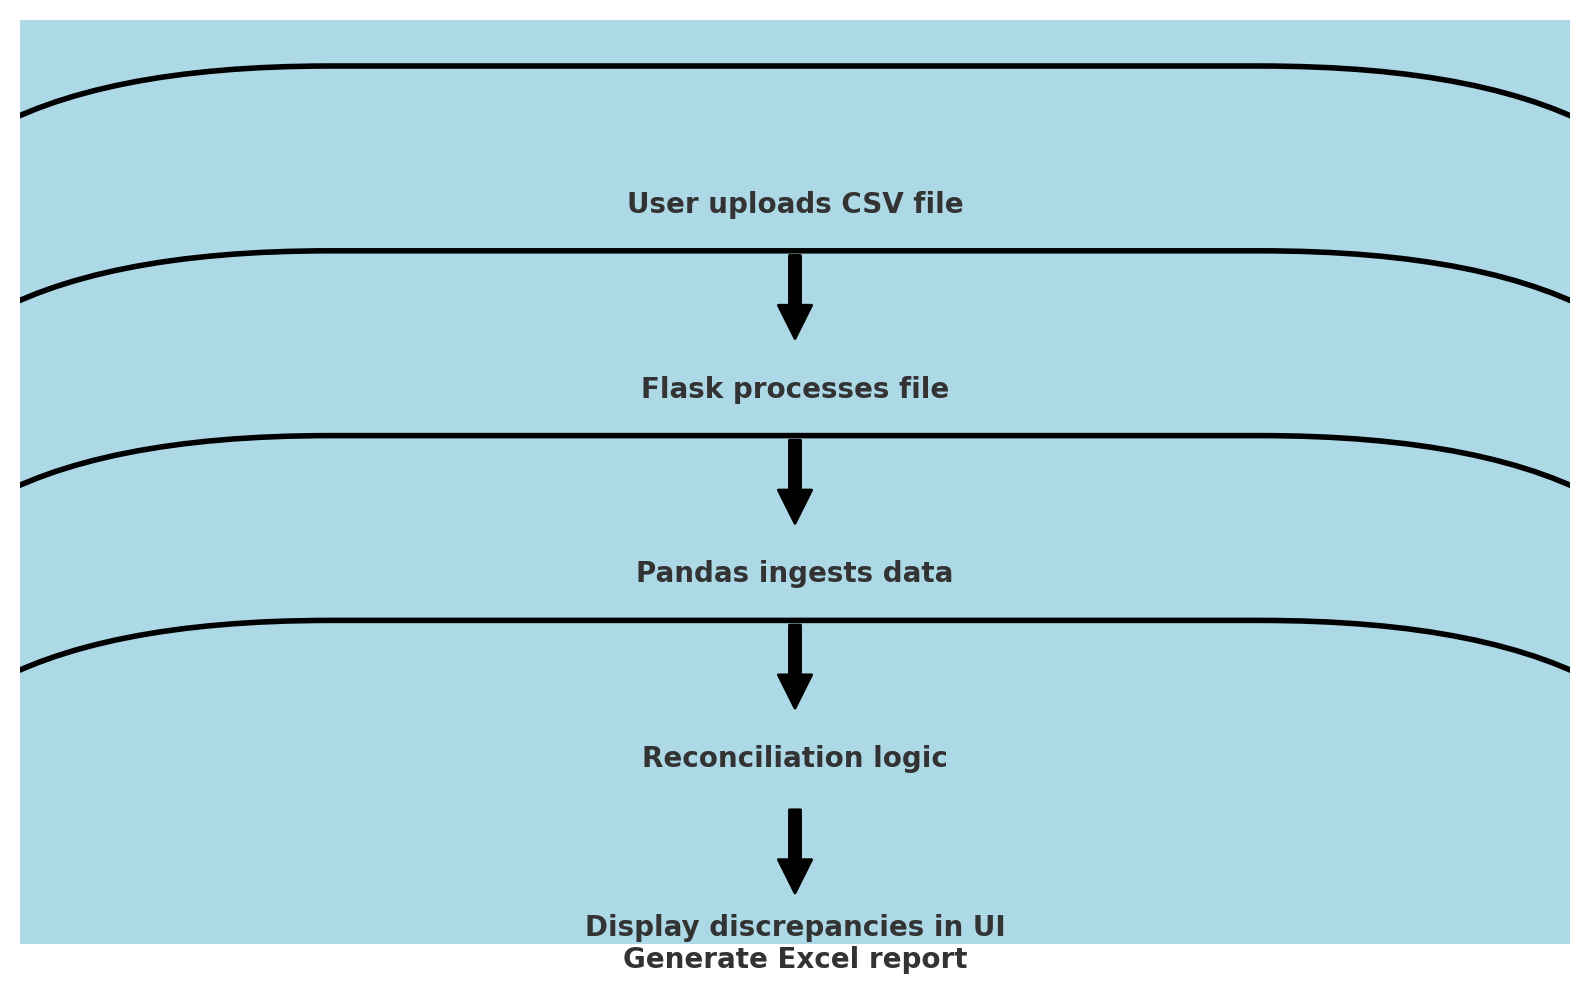 User uploads CSV file
Flask processes file
Pandas ingests data
Reconciliation logic
Display discrepancies in UI
Generate Excel report